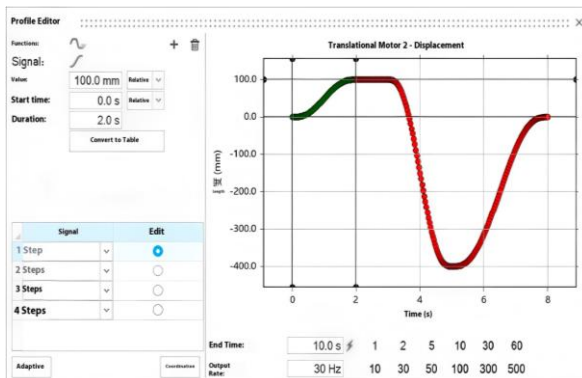 Profile Editor
Functions:
Signal:
Value: 100.0 mm Relative
Start time: 0.0 s Relative
Duration: 2.0 s
Convert to Table
Signal Edit
1 Step
2 Steps
3 Steps
4 Steps
Adaptive
Coordination
Translational Motor 2 - Displacement
100.0
0.0
-100.0
-200.0
-300.0
-400.0
Length (mm)
0 2 4 6 8
Time (s)
End Time: 10.0 s 1 2 5 10 30 60
Output Rate: 30 Hz 10 30 50 100 300 500